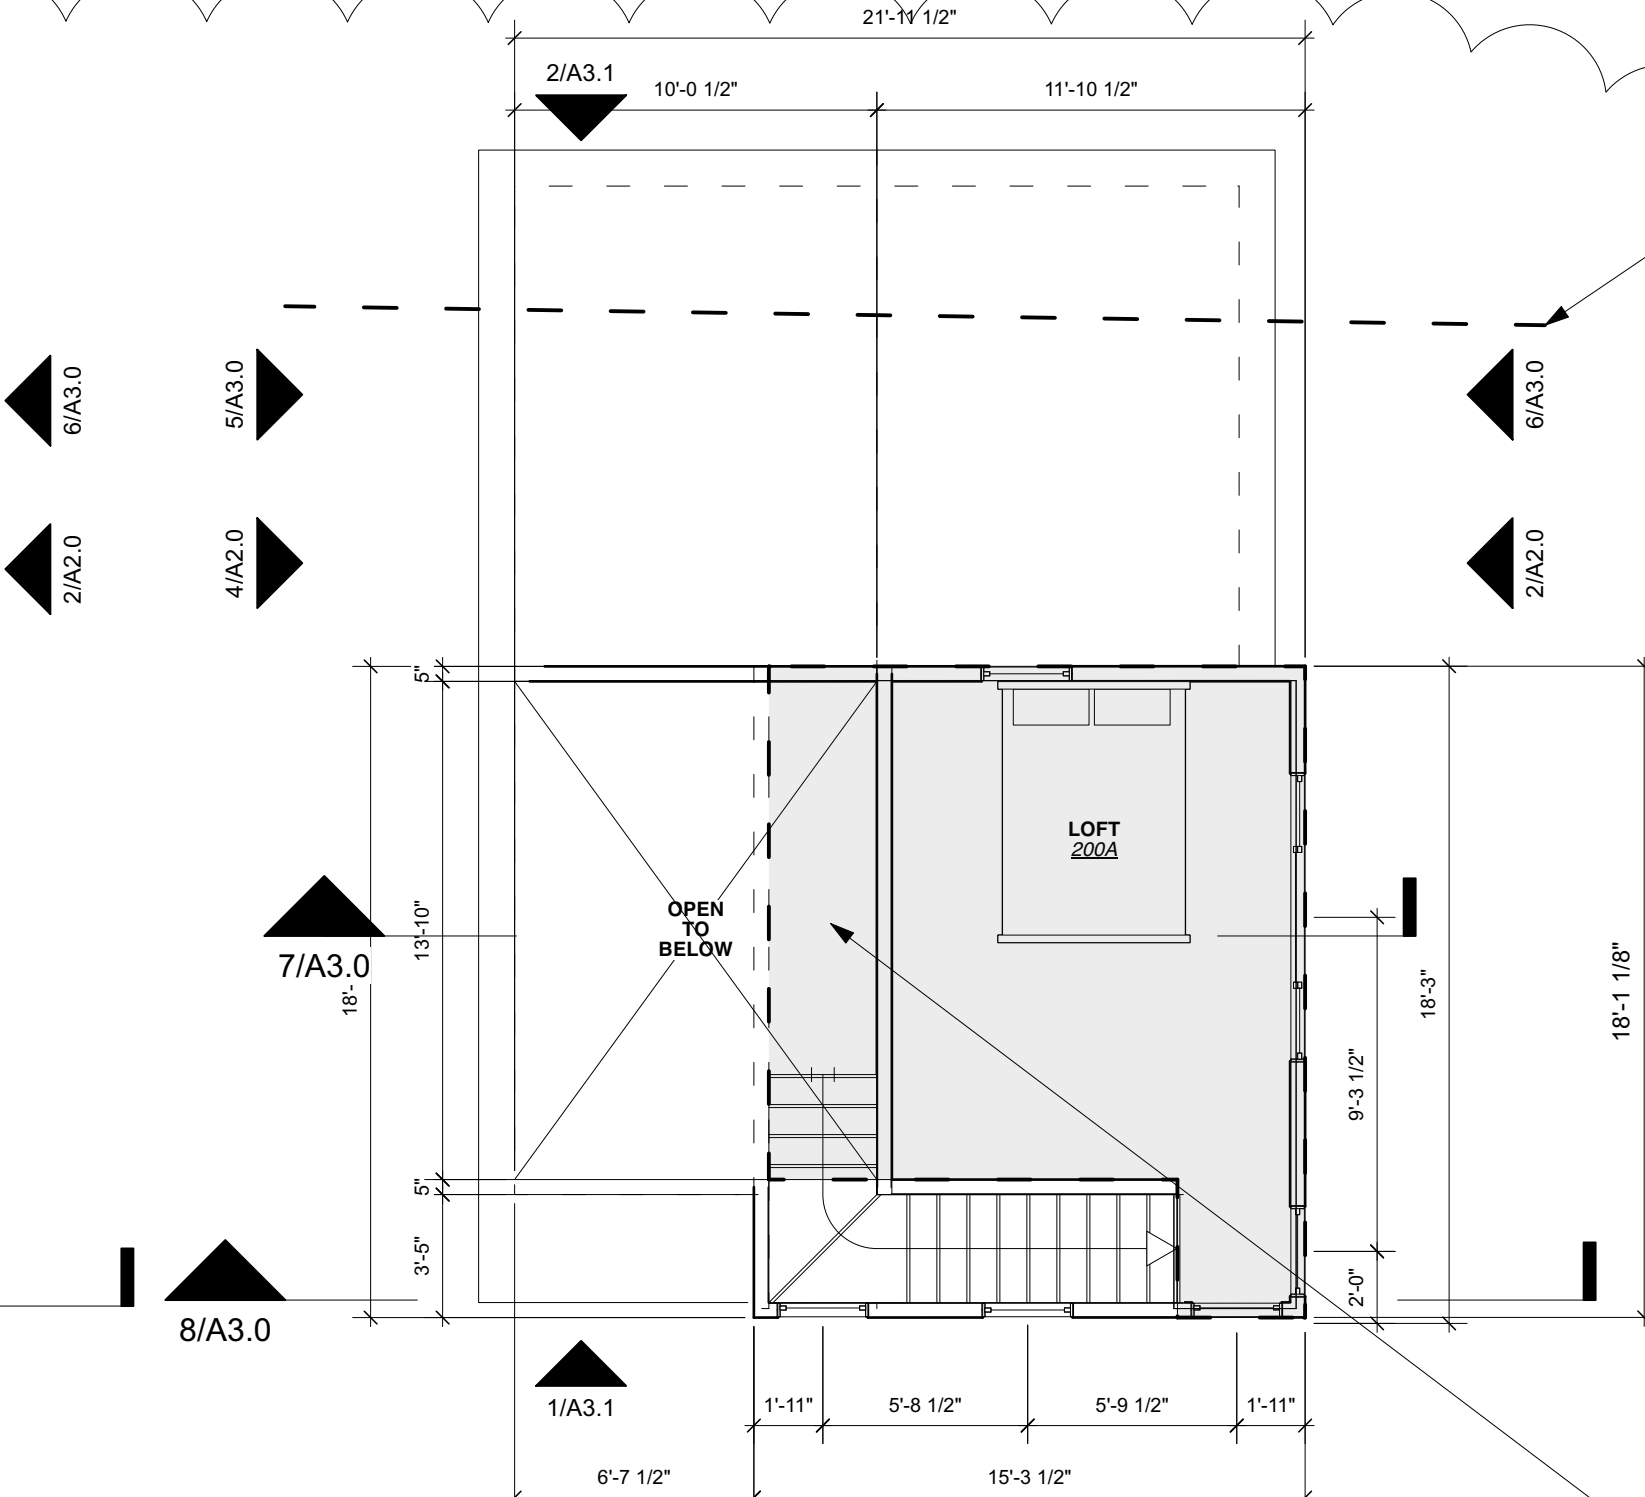 21'-11 1/2"
2/A3.1
10'-0 1/2"
11'-10 1/2"
6/A3.0
5/A3.0
6/A3.0
2/A2.0
4/A2.0
2/A2.0
5"
LOFT
200A
OPEN
TO
BELOW
13'-10"
7/A3.0
18'-
18'-3"
18'-1 1/8"
9'-3 1/2"
5"
3'-5"
2'-0"
8/A3.0
1/A3.1
1'-11"
5'-8 1/2"
5'-9 1/2"
1'-11"
6'-7 1/2"
15'-3 1/2"